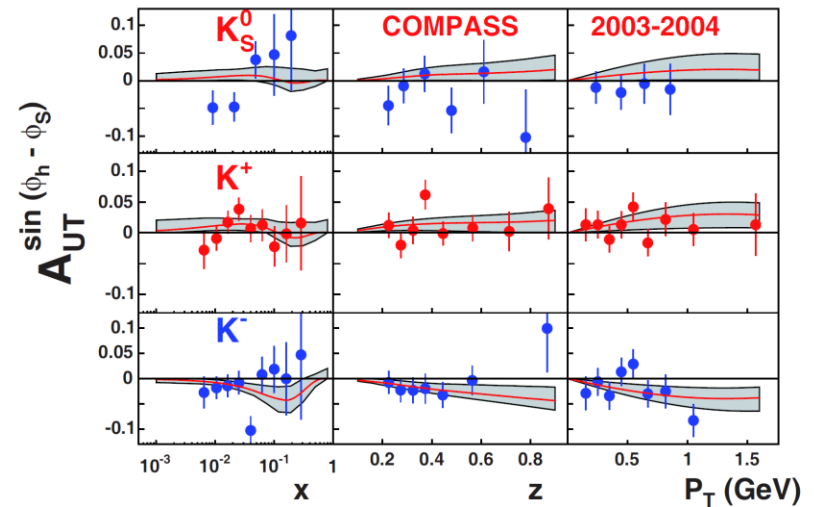 K⁰S COMPASS 2003-2004
0.1
0.05
0
-0.1
A sin (ϕh - ϕS) UT
K⁺
0.1
0.05
0
-0.1
K⁻
0.1
0.05
0
-0.1
10⁻³ 10⁻² 10⁻¹ 1 0.2 0.4 0.6 0.8 0.5 1 1.5
x z PT (GeV)